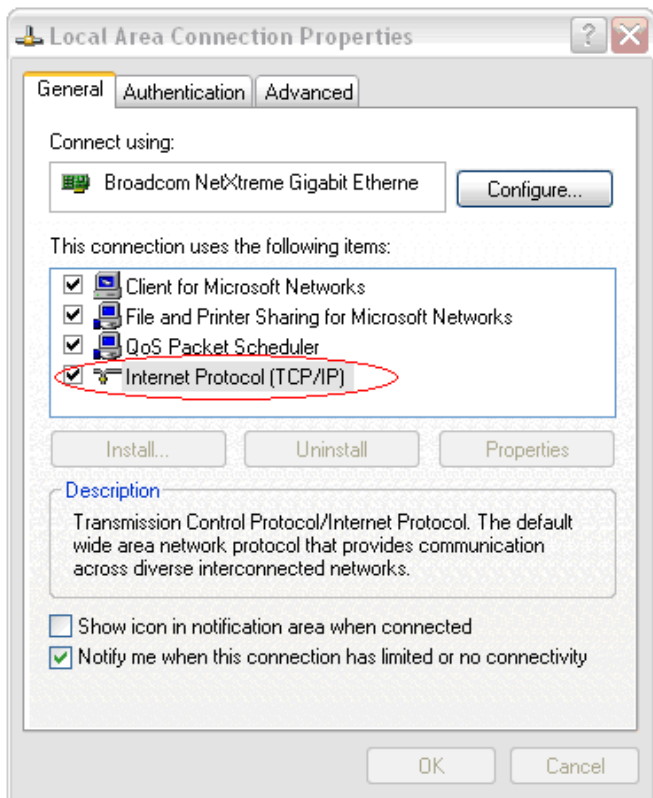 Local Area Connection Properties
?
General Authentication Advanced
Connect using:
Broadcom NetXtreme Gigabit Etherne
Configure...
This connection uses the following items:
Client for Microsoft Networks
File and Printer Sharing for Microsoft Networks
QoS Packet Scheduler
Internet Protocol (TCP/IP)
Install... Uninstall Properties
Description
Transmission Control Protocol/Internet Protocol. The default
wide area network protocol that provides communication
across diverse interconnected networks.
Show icon in notification area when connected
Notify me when this connection has limited or no connectivity
OK Cancel